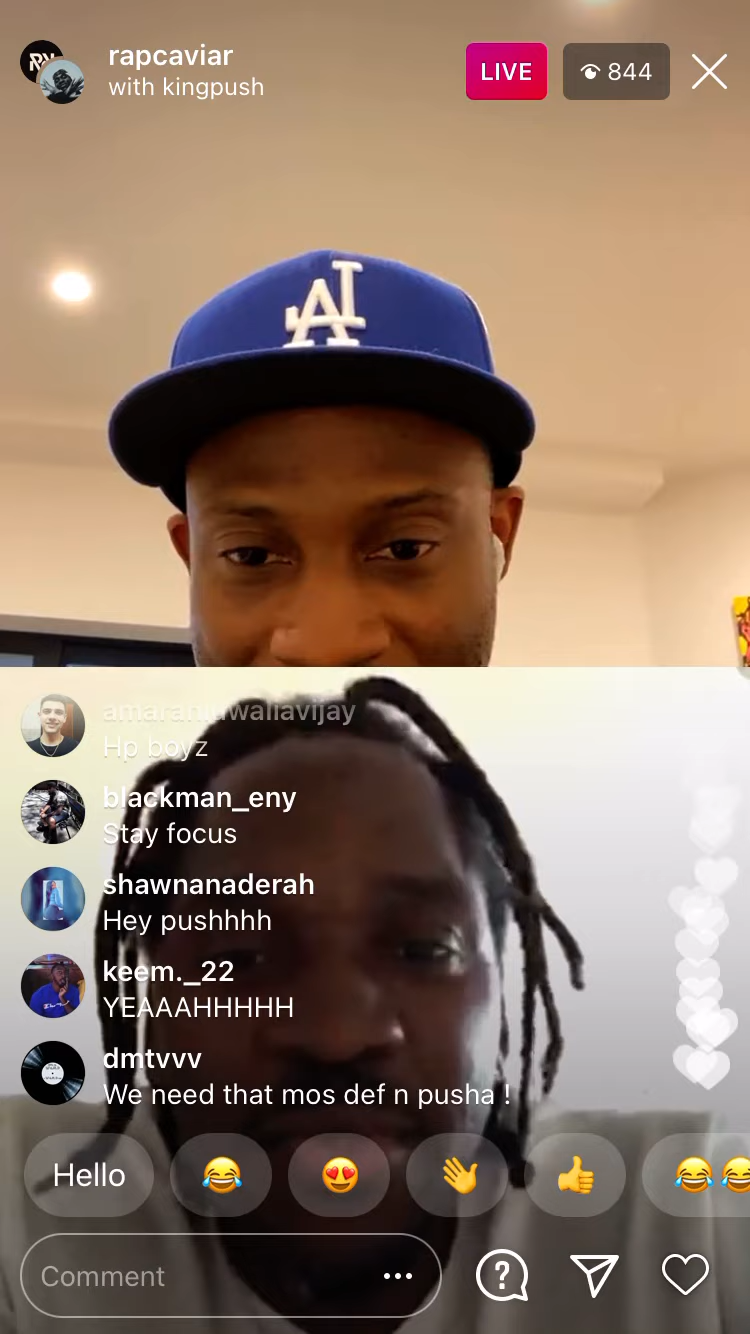 rapcaviar
with kingpush
LIVE
844
LA
Hp boyz
blackman_eny
Stay focus
shawnanaderah
Hey pushhhh
keem._22
YEAAAHHHHH
dmtvvv
We need that mos def n pusha !
Hello
Comment